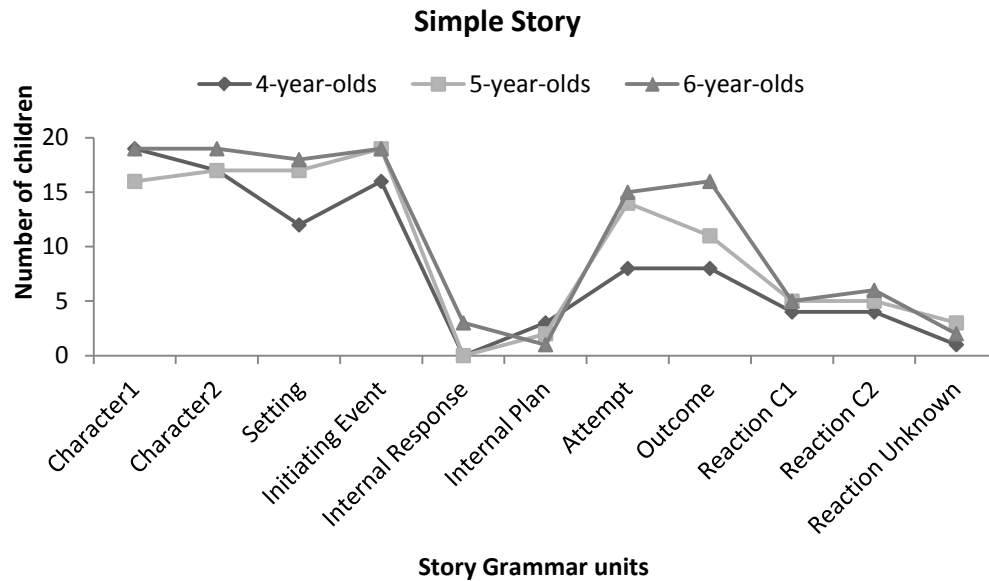 Simple Story
4-year-olds 5-year-olds 6-year-olds
Number of children
20
15
10
5
0
Character1
Character2
Setting
Initiating Event
Internal Response
Internal Plan
Attempt
Outcome
Reaction C1
Reaction C2
Reaction Unknown
Story Grammar units